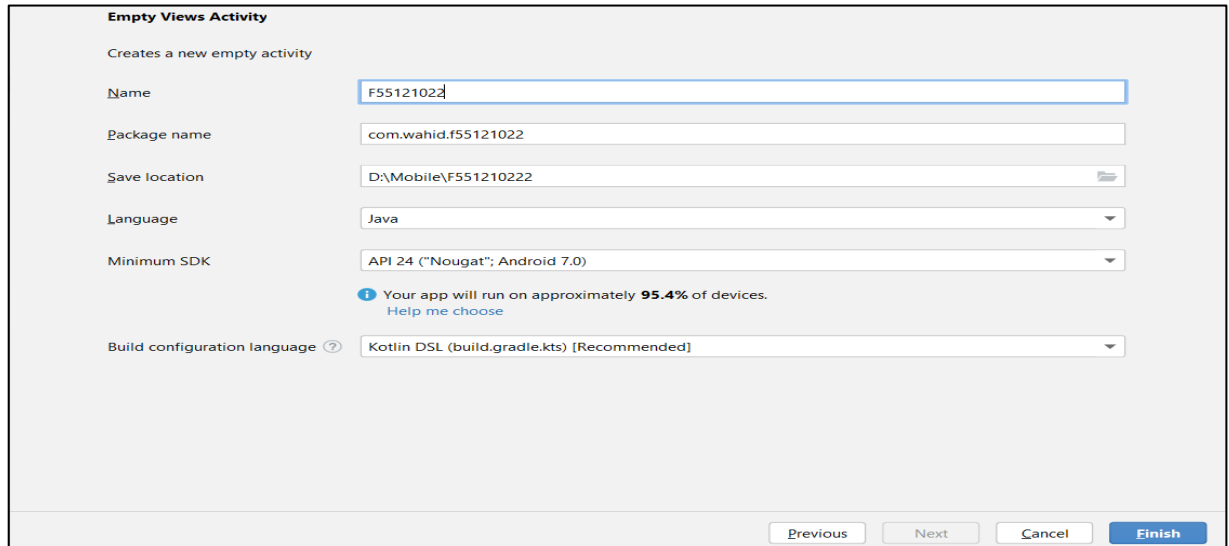 Empty Views Activity
Creates a new empty activity
Name F55121022
Package name com.wahid.f55121022
Save location D:\Mobile\F551210222
Language Java
Minimum SDK API 24 ("Nougat"; Android 7.0)
Your app will run on approximately 95.4% of devices.
Help me choose
Build configuration language ? Kotlin DSL (build.gradle.kts) [Recommended]
Previous Next Cancel Finish